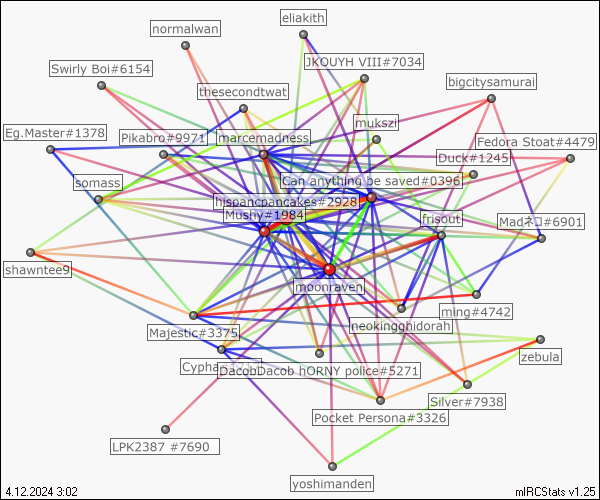 eliakith
normalwan
JKOUYH VIII#7034
Swirly Boi#6154
bigcitysamurai
thesecondtwat
mukszi
Eg.Master#1378
Pikabro#9971
marcemadness
Fedora Stoat#4479
Duck#1245
somass
Can anything be saved#0396
hispancpancakes#2928
Mushy#1984
frisout
Madネコ#6901
shawntee9
moonraven
ming#4742
Majestic#3375
neokingghidorah
zebula
DacobDacob hORNY police#5271
Silver#7938
Pocket Persona#3326
LPK2387 #7690
yoshimanden
4.12.2024 3:02
mIRCStats v1.25